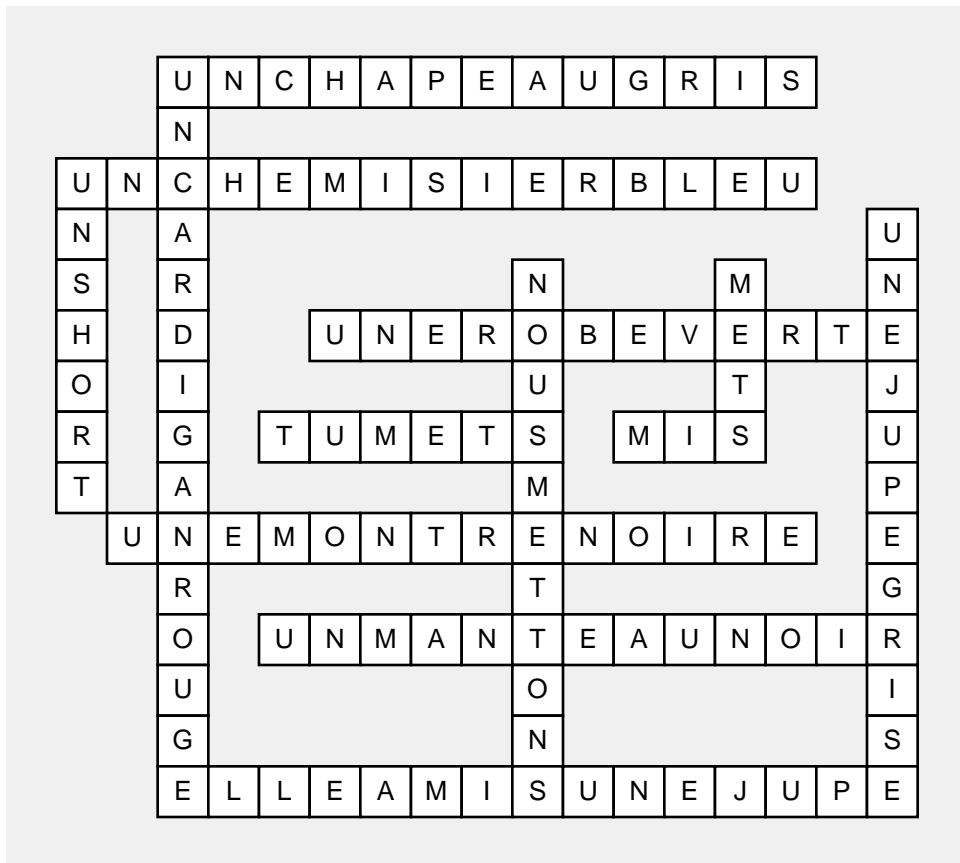 UNCHAPEAUGRIS
UNCARDIGANROUGE
UNCHEMISIERBLEU
UNSHORT
UNEJUPEGRISE
NOUSMETTONS
METS
UNEROBEVERTE
TUMETS
MIS
UNEMONTRENOIRE
UNMANTEAUNOIR
ELLEAMISUNEJUPE